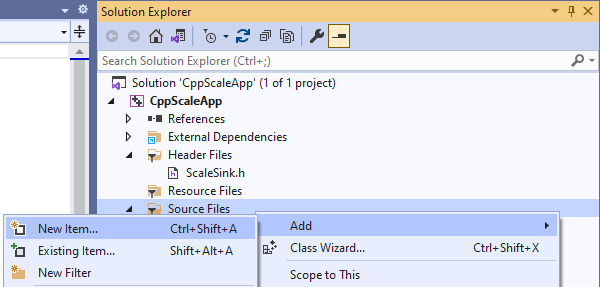 Solution Explorer
Search Solution Explorer (Ctrl+;)
Solution 'CppScaleApp' (1 of 1 project)
CppScaleApp
References
External Dependencies
Header Files
ScaleSink.h
Resource Files
Source Files
New Item... Ctrl+Shift+A
Existing Item... Shift+Alt+A
New Filter
Add
Class Wizard... Ctrl+Shift+X
Scope to This